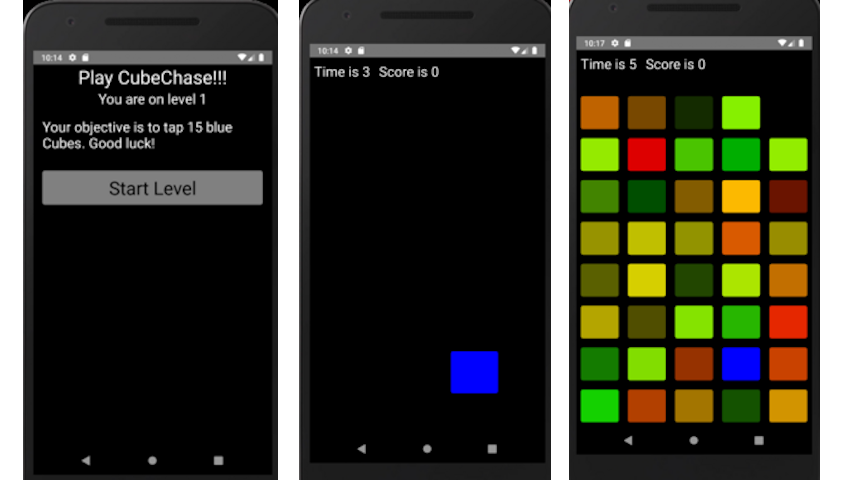 10:14
Play CubeChase!!!
You are on level 1
Your objective is to tap 15 blue
Cubes. Good luck!
Start Level
10:14
Time is 3 Score is 0
10:17
Time is 5 Score is 0